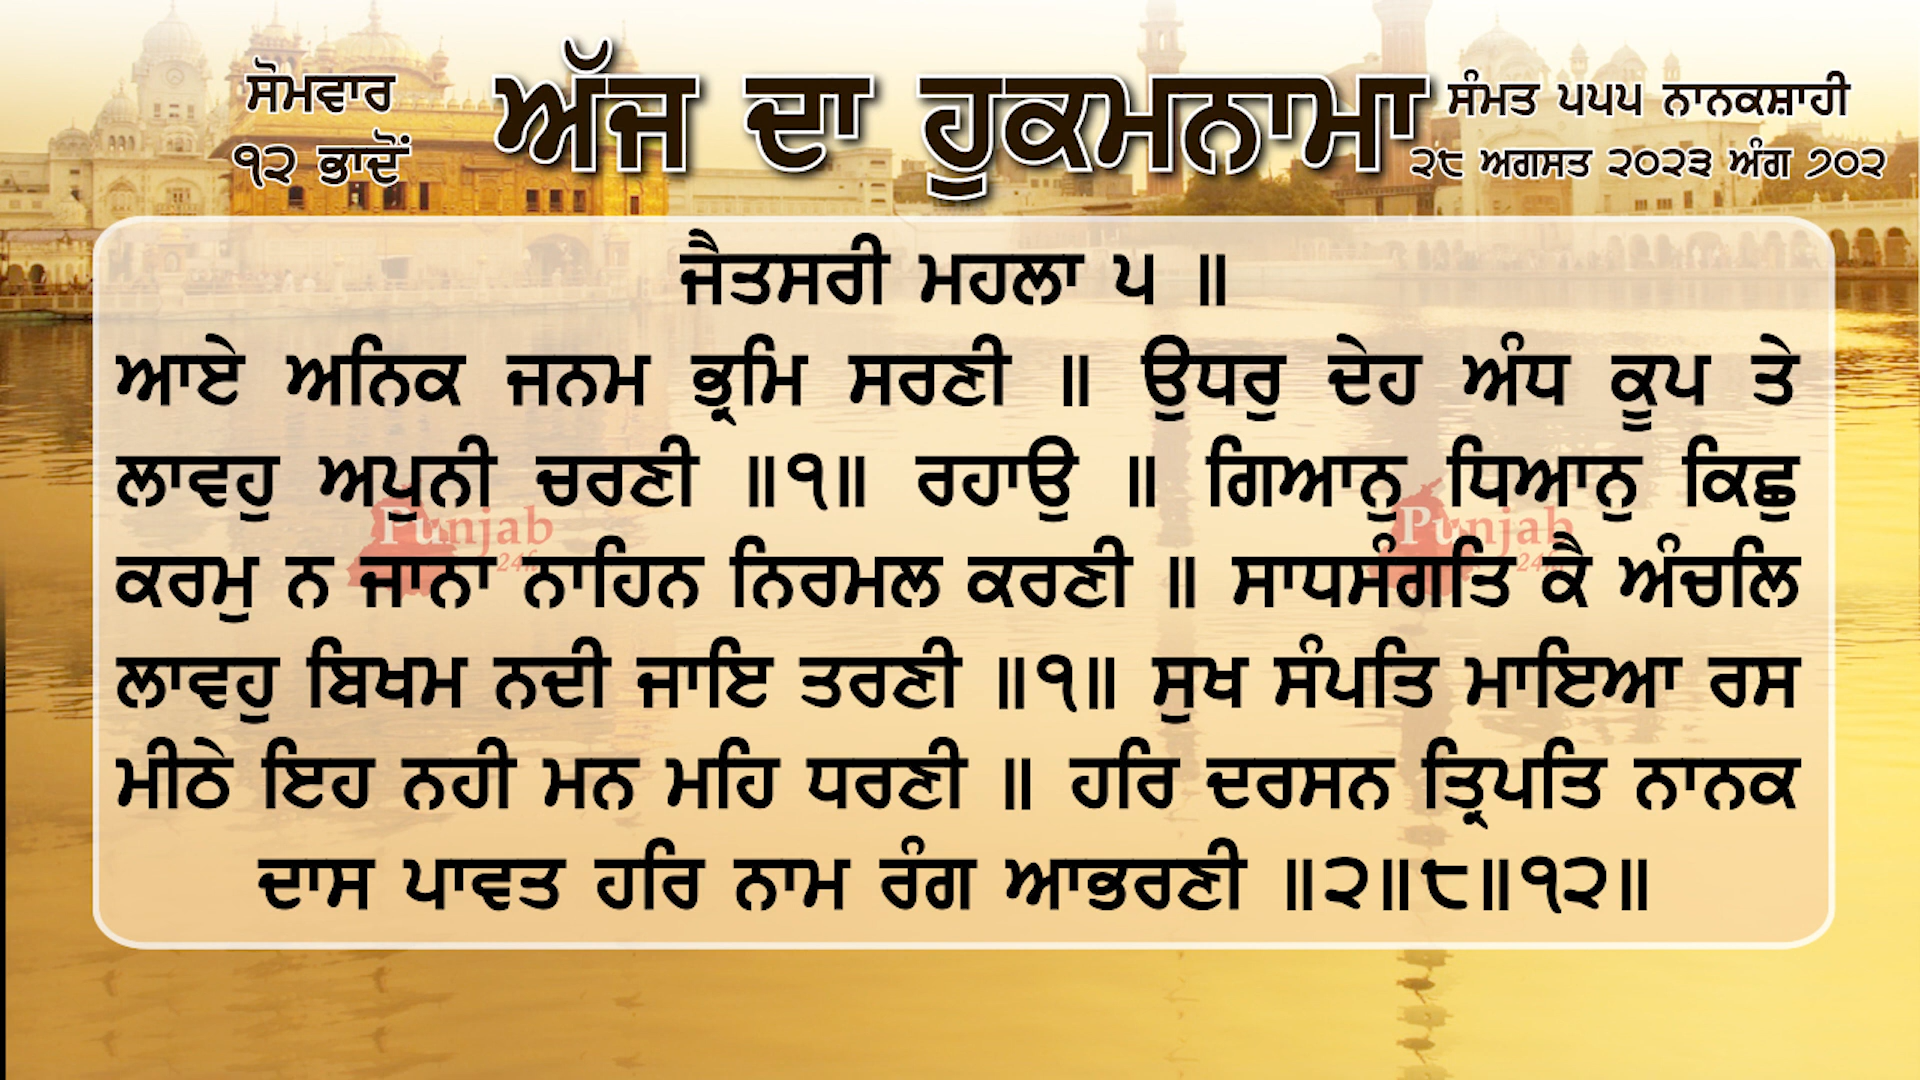 ਸੋਮਵਾਰ
੧੨ ਭਾਦੋਂ
ਅੱਜ ਦਾ ਹੁਕਮਨਾਮਾ
ਸੰਮਤ ੫੫੫ ਨਾਨਕਸ਼ਾਹੀ
੨੮ ਅਗਸਤ ੨੦੨੩ ਅੰਗ ੭੦੨
ਜੈਤਸਰੀ ਮਹਲਾ ੫ ॥
ਆਏ ਅਨਿਕ ਜਨਮ ਭ੍ਰਮਿ ਸਰਣੀ ॥ ਉਧਰੁ ਦੇਹ ਅੰਧ ਕੂਪ ਤੇ
ਲਾਵਹੁ ਅਪੁਨੀ ਚਰਣੀ ॥੧॥ ਰਹਾਉ ॥ ਗਿਆਨੁ ਧਿਆਨੁ ਕਿਛੁ
ਕਰਮੁ ਨ ਜਾਨਾ ਨਾਹਿਨ ਨਿਰਮਲ ਕਰਣੀ ॥ ਸਾਧਸੰਗਤਿ ਕੈ ਅੰਚਲਿ
ਲਾਵਹੁ ਬਿਖਮ ਨਦੀ ਜਾਇ ਤਰਣੀ ॥੧॥ ਸੁਖ ਸੰਪਤਿ ਮਾਇਆ ਰਸ
ਮੀਠੇ ਇਹ ਨਹੀ ਮਨ ਮਹਿ ਧਰਣੀ ॥ ਹਰਿ ਦਰਸਨ ਤ੍ਰਿਪਤਿ ਨਾਨਕ
ਦਾਸ ਪਾਵਤ ਹਰਿ ਨਾਮ ਰੰਗ ਆਭਰਣੀ ॥੨॥੮॥੧੨॥
Punjab
Punjab